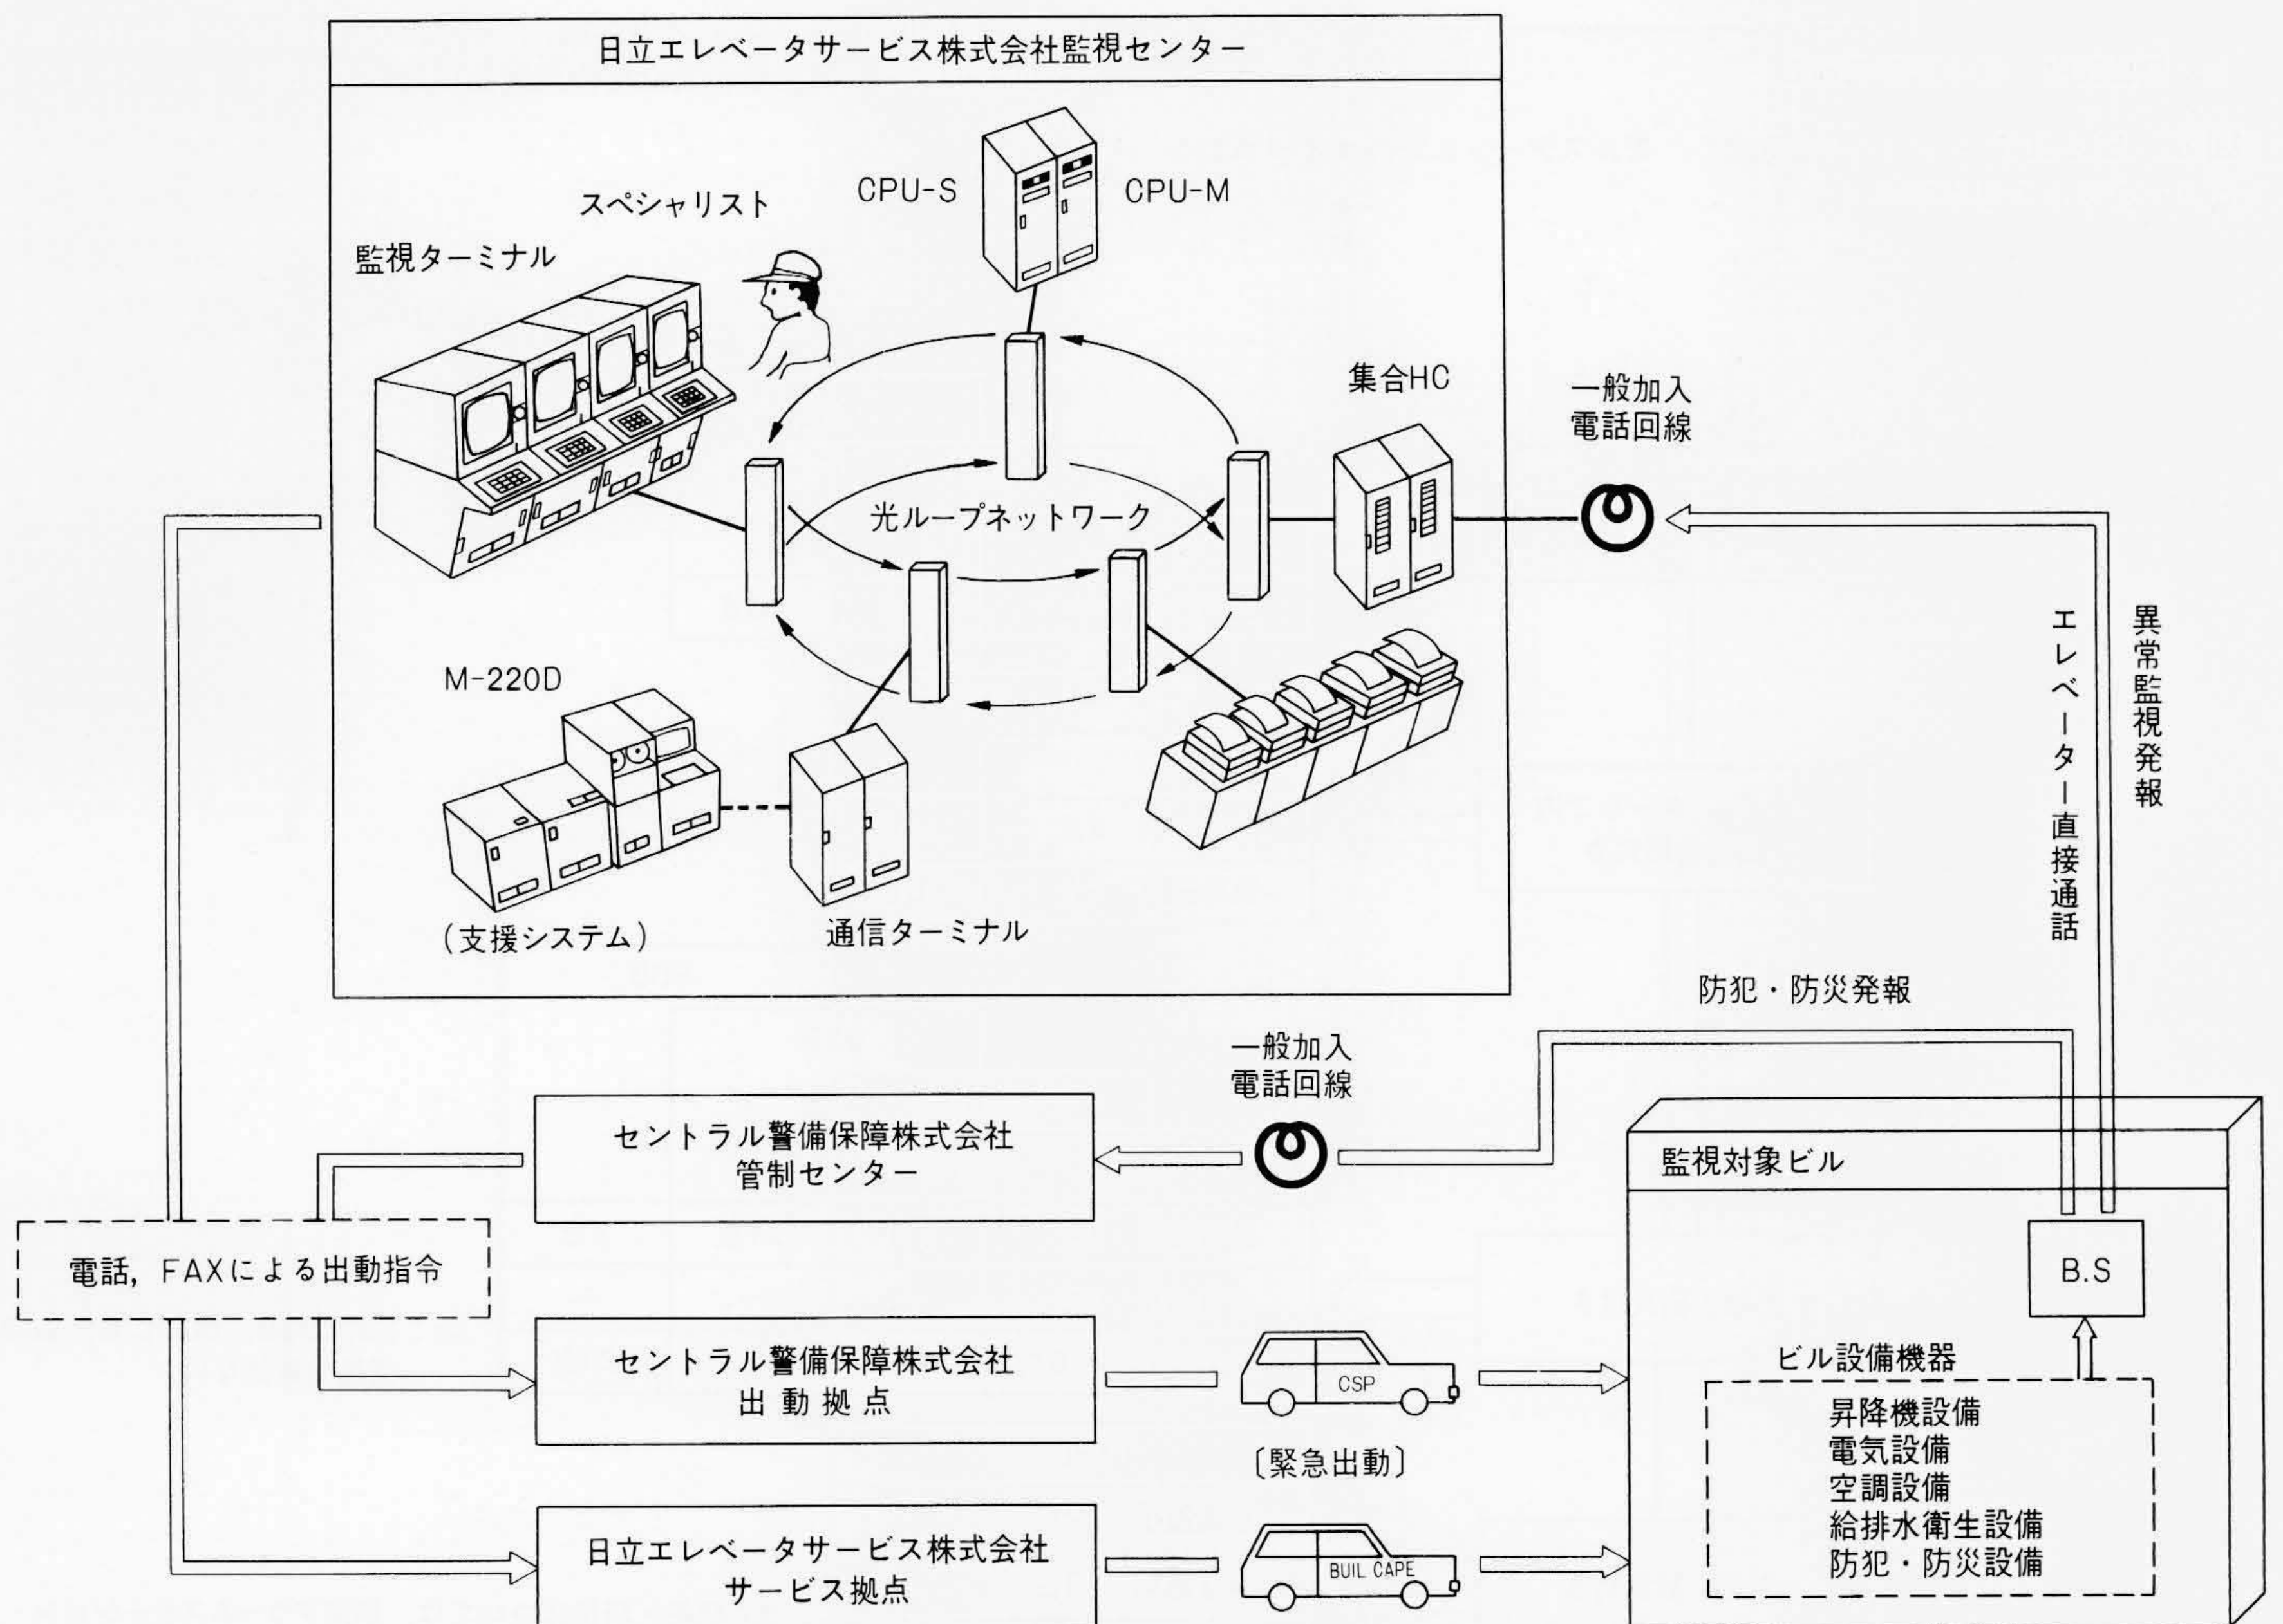 日立エレベータサービス株式会社監視センター
スペシャリスト
CPU-S
CPU-M
監視ターミナル
集合HC
一般加入
電話回線
光ループネットワーク
エレベーター直接通話
異常監視発報
M-220D
(支援システム)
通信ターミナル
防犯・防災発報
一般加入
電話回線
セントラル警備保障株式会社
管制センター
監視対象ビル
電話, FAXによる出動指令
B.S
セントラル警備保障株式会社
出動拠点
CSP
〔緊急出動〕
ビル設備機器
昇降機設備
電気設備
空調設備
給排水衛生設備
防犯・防災設備
日立エレベータサービス株式会社
サービス拠点
BUIL CAPE